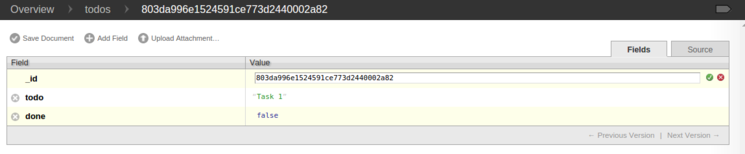 Overview todos 803da996e1524591ce773d2440002a82
Save Document Add Field Upload Attachment...
Fields Source
Field Value
_id 803da996e1524591ce773d2440002a82
todo "Task 1"
done false
← Previous Version | Next Version →